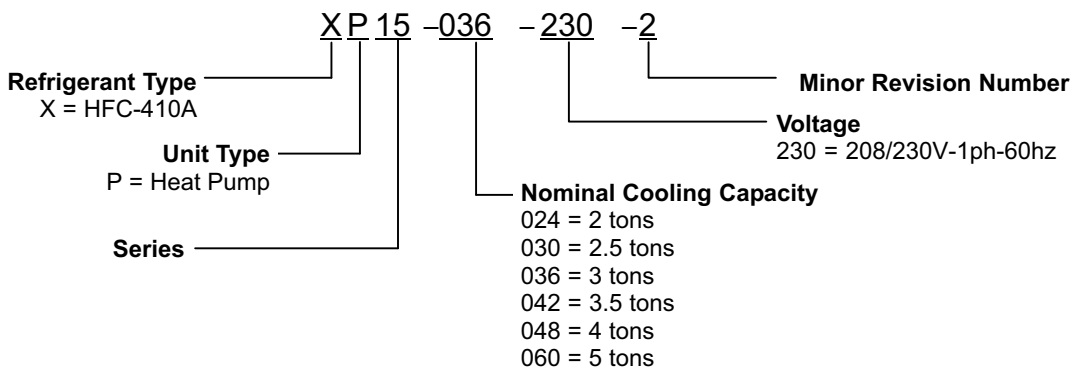 XP15 –036 –230 –2
Refrigerant Type
X = HFC-410A
Unit Type
P = Heat Pump
Series
Minor Revision Number
Voltage
230 = 208/230V-1ph-60hz
Nominal Cooling Capacity
024 = 2 tons
030 = 2.5 tons
036 = 3 tons
042 = 3.5 tons
048 = 4 tons
060 = 5 tons